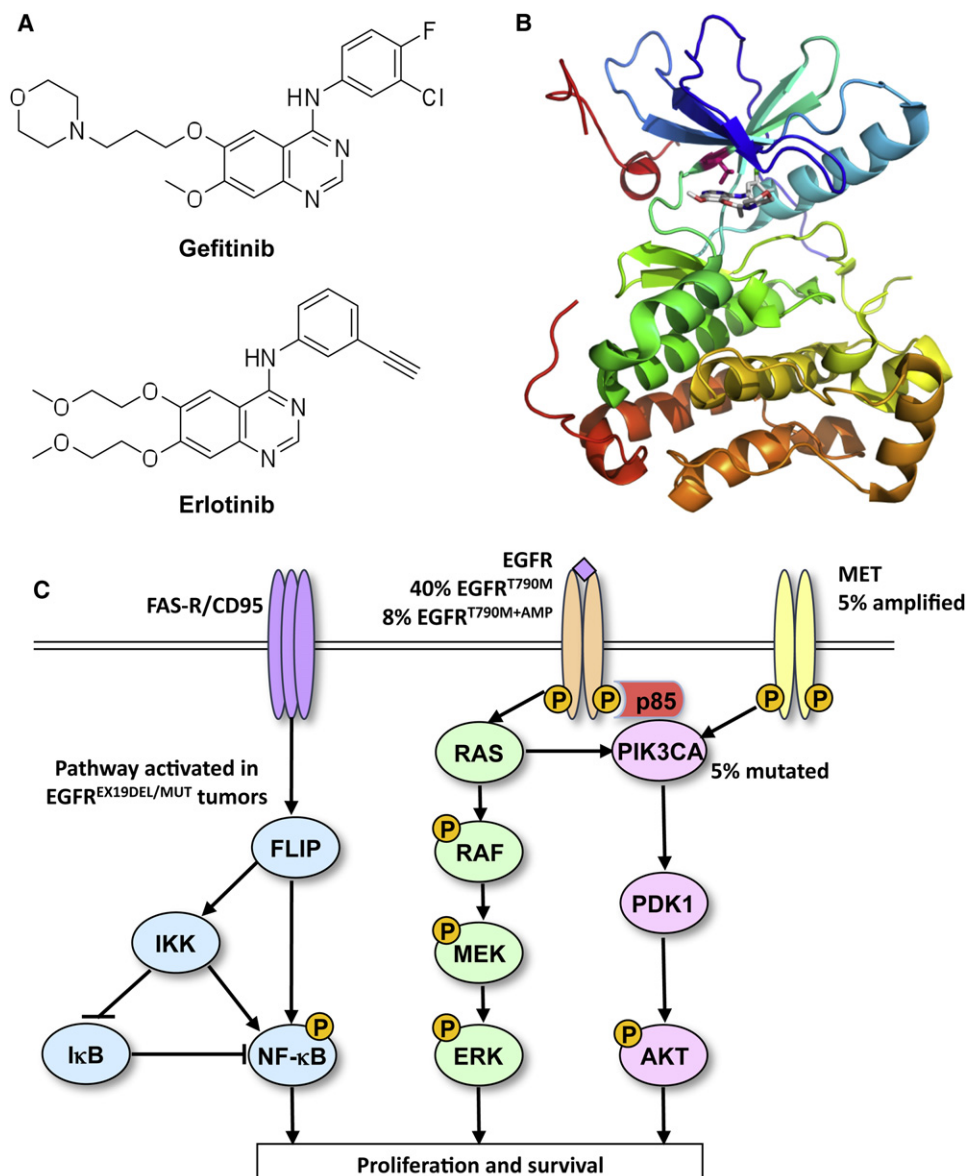 A
F
Cl
HN
O
N
O
N
O
N
Gefitinib
HN
O
N
O
O
N
O
Erlotinib
B
C
FAS-R/CD95
EGFR
40% EGFR^T790M
8% EGFR^T790M+AMP
MET
5% amplified
P
P
p85
P
P
RAS
PIK3CA
5% mutated
Pathway activated in
EGFR^EX19DEL/MUT tumors
FLIP
P
RAF
PDK1
IKK
P
MEK
IκB
P
NF-κB
P
ERK
P
AKT
Proliferation and survival